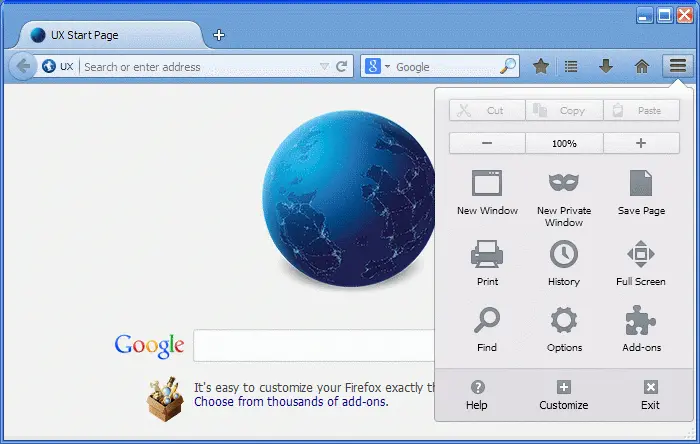 UX Start Page
UX
Search or enter address
Google
Cut
Copy
Paste
100%
New Window
New Private
Window
Save Page
Print
History
Full Screen
Find
Options
Add-ons
Help
Customize
Exit
Google
It's easy to customize your Firefox exactly
Choose from thousands of add-ons.